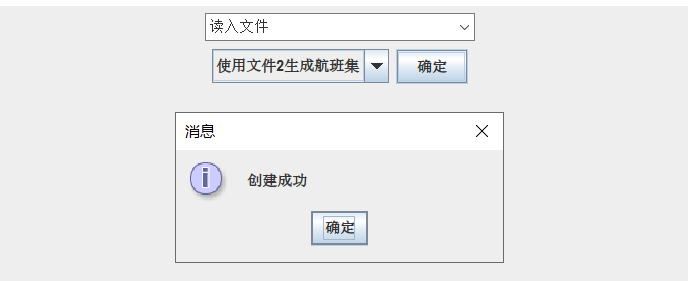 读入文件
使用文件2生成航班集 确定
消息
创建成功
确定